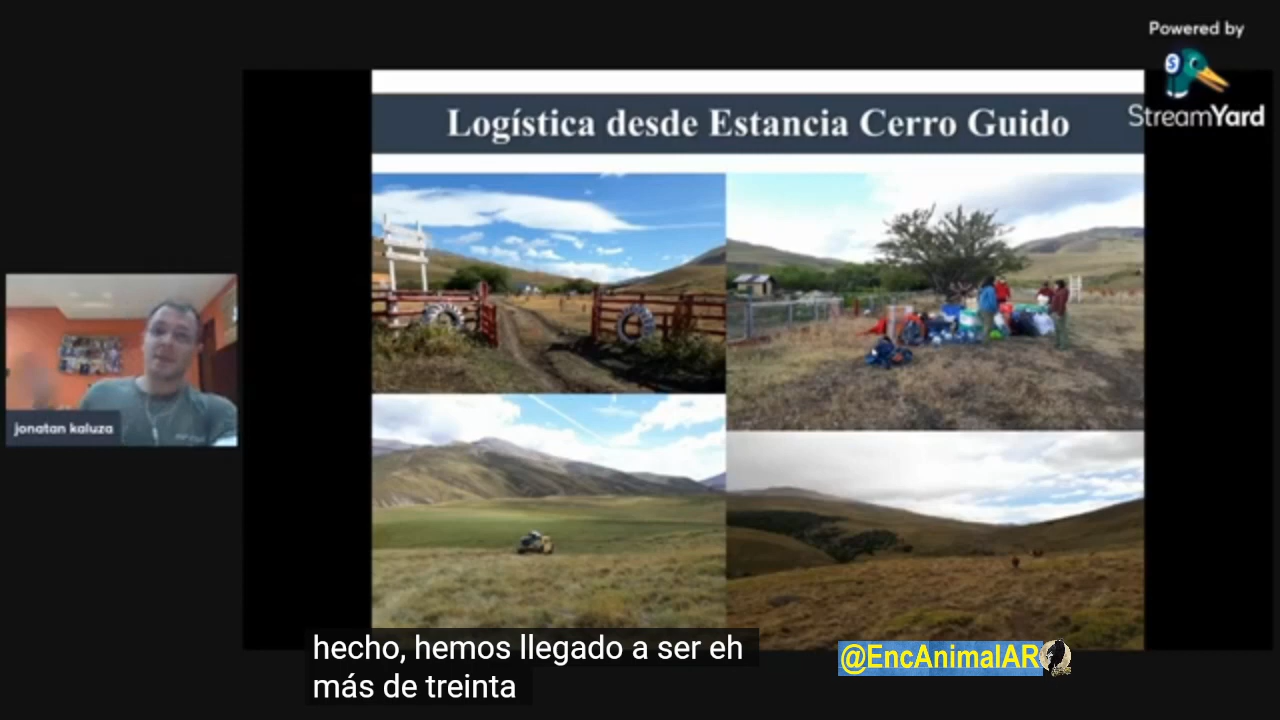 Powered by
StreamYard
Logística desde Estancia Cerro Guido
jonatan kaluza
hecho, hemos llegado a ser eh
más de treinta
@EncAnimalAR